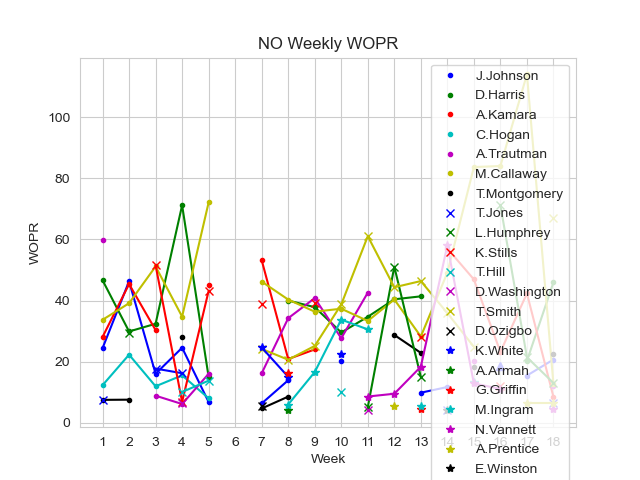 NO Weekly WOPR
WOPR
100
80
60
40
20
0
1 2 3 4 5 6 7 8 9 10 11 12 13 14 15 16 17 18
Week
J.Johnson
D.Harris
A.Kamara
C.Hogan
A.Trautman
M.Callaway
T.Montgomery
T.Jones
L.Humphrey
K.Stills
T.Hill
D.Washington
T.Smith
D.Ozigbo
K.White
A.Armah
G.Griffin
M.Ingram
N.Vannett
A.Prentice
E.Winston